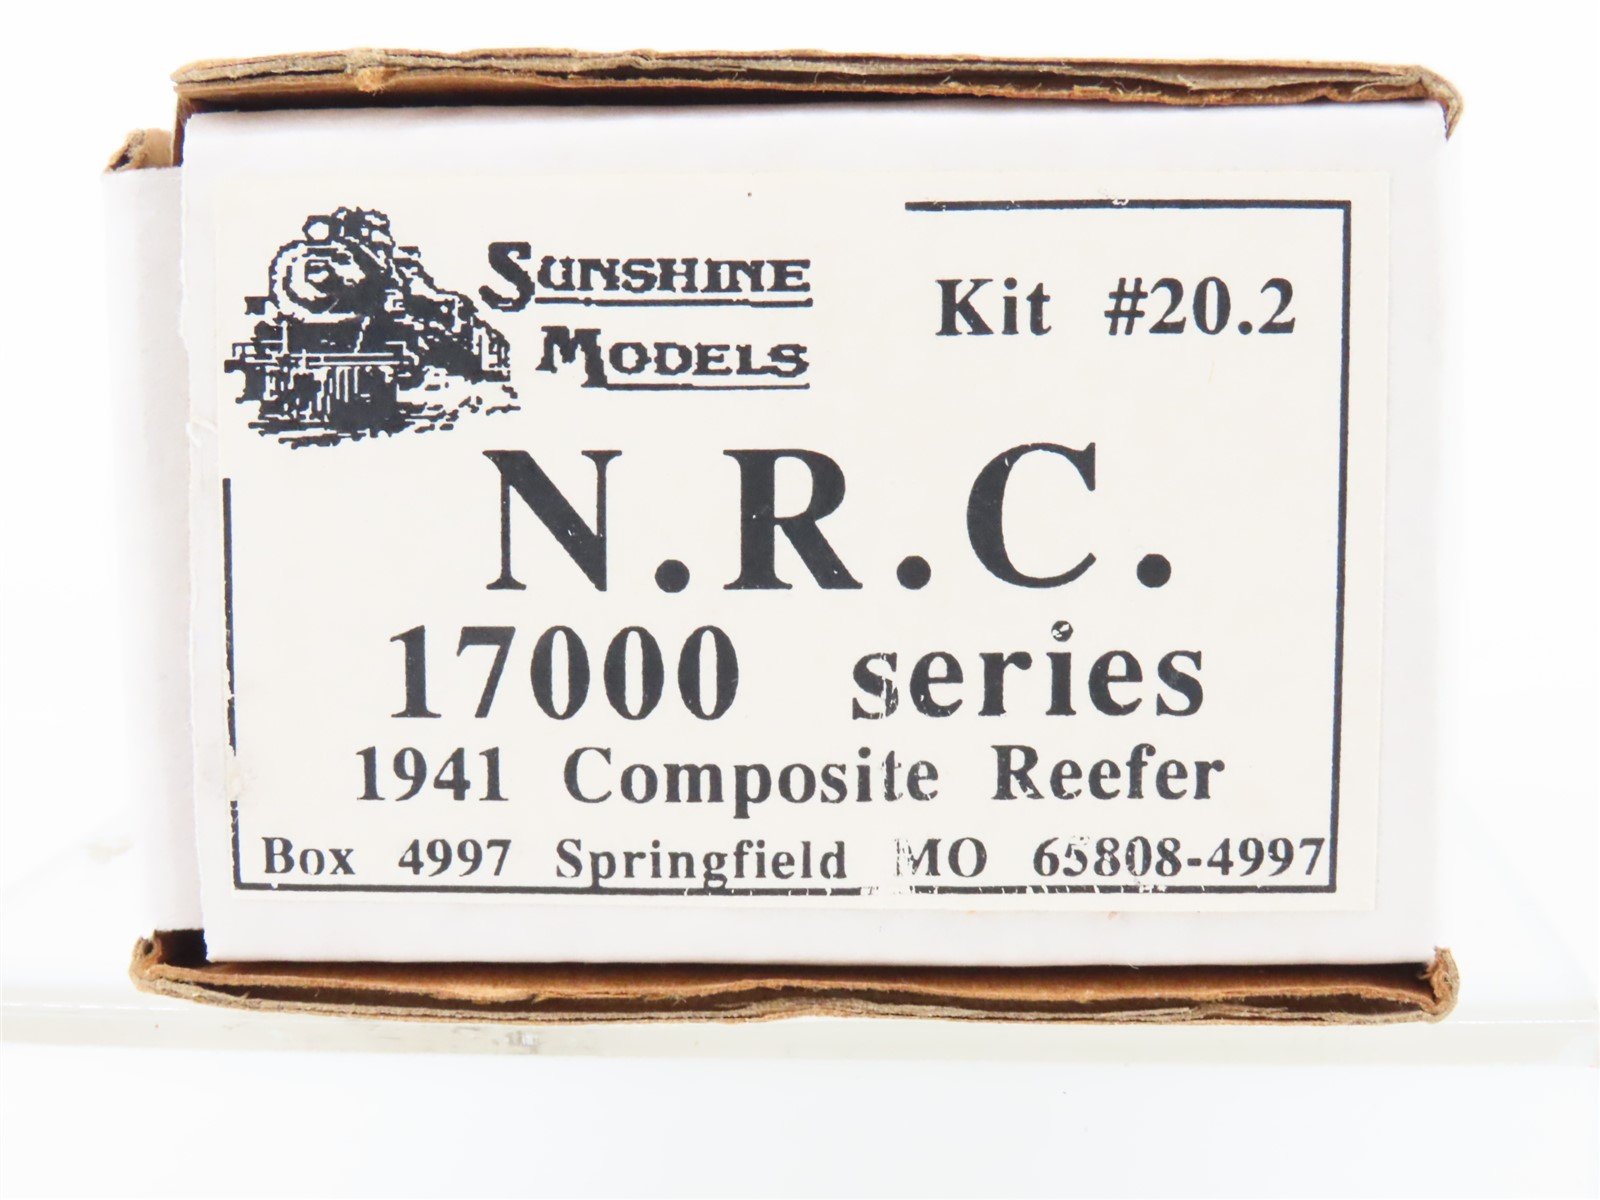 SUNSHINE
MODELS
Kit #20.2
N.R.C.
17000 series
1941 Composite Reefer
Box 4997 Springfield MO 65808-4997